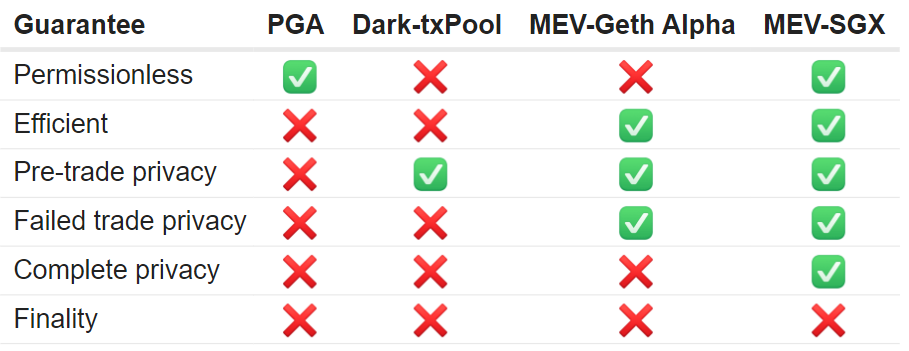 Guarantee PGA Dark-txPool MEV-Geth Alpha MEV-SGX
Permissionless ✅ ❌ ❌ ✅
Efficient ❌ ❌ ✅ ✅
Pre-trade privacy ❌ ✅ ✅ ✅
Failed trade privacy ❌ ❌ ✅ ✅
Complete privacy ❌ ❌ ❌ ✅
Finality ❌ ❌ ❌ ❌